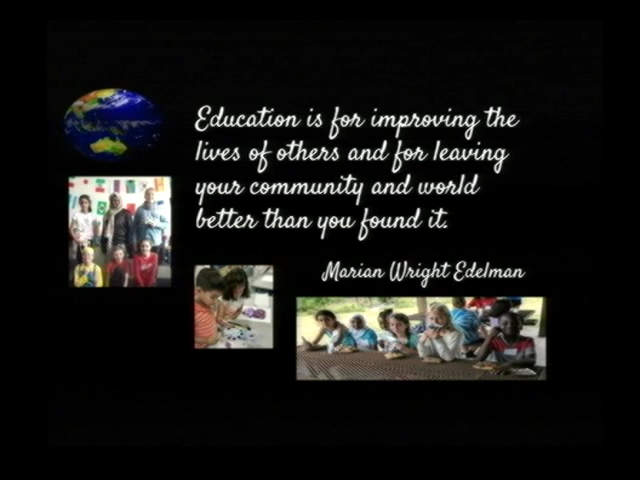 Education is for improving the
lives of others and for leaving
your community and world
better than you found it.
Marian Wright Edelman